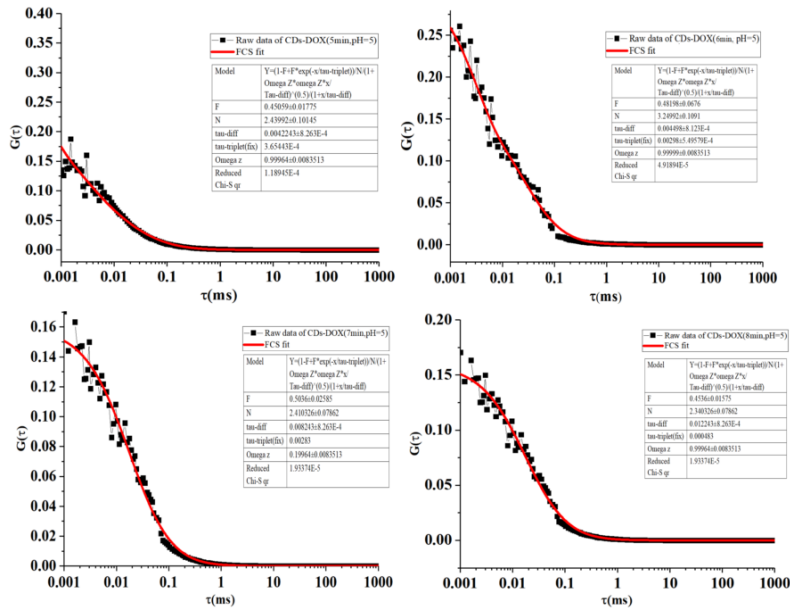 0.40
0.35
0.30
0.25
0.20
0.15
0.10
0.05
0.00
G(τ)
Raw data of CDs-DOX(5min,pH=5)
FCS fit
Model Y=(1-F+F*exp(-x/tau-triplet))/N/(1+
Omega Z*omega Z*x/
Tau-diff)^(0.5)/(1+x/tau-diff)
F 0.45059±0.01775
N 2.43992±0.10145
tau-diff 0.0042243±8.263E-4
tau-triplet(fix) 3.65443E-4
Omega z 0.99964±0.0083513
Reduced 1.18945E-4
Chi-S qr
0.001 0.01 0.1 1 10 100 1000
τ(ms)
0.25
0.20
0.15
0.10
0.05
0.00
G(τ)
Raw data of CDs-DOX(6min, pH=5)
FCS fit
Model Y=(1-F+F*exp(-x/tau-triplet))/N/(1+
Omega Z*omega Z*x/
Tau-diff)^(0.5)/(1+x/tau-diff)
F 0.48198±0.0676
N 3.24992±0.1091
tau-diff 0.004498±8.123E-4
tau-triplet(fix) 0.00298±5.49579E-4
Omega z 0.99999±0.0083513
Reduced 4.91894E-5
Chi-S qr
0.001 0.01 0.1 1 10 100 1000
τ(ms)
0.16
0.14
0.12
0.10
0.08
0.06
0.04
0.02
0.00
G(τ)
Raw data of CDs-DOX(7min,pH=5)
FCS fit
Model Y=(1-F+F*exp(-x/tau-triplet))/N/(1+
Omega Z*omega Z*x/
Tau-diff)^(0.5)/(1+x/tau-diff)
F 0.5036±0.02585
N 2.410326±0.07862
tau-diff 0.008243±8.263E-4
tau-triplet(fix) 0.00283
Omega z 0.19964±0.0083513
Reduced 1.93374E-5
Chi-S qr
0.001 0.01 0.1 1 10 100 1000
τ(ms)
0.20
0.15
0.10
0.05
0.00
G(τ)
Raw data of CDs-DOX(8min,pH=5)
FCS fit
Model Y=(1-F+F*exp(-x/tau-triplet))/N/(1+
Omega Z*omega Z*x/
Tau-diff)^(0.5)/(1+x/tau-diff)
F 0.4536±0.01575
N 2.340326±0.07862
tau-diff 0.012243±8.263E-4
tau-triplet(fix) 0.000483
Omega z 0.99964±0.0083513
Reduced 1.93374E-5
Chi-S qr
0.001 0.01 0.1 1 10 100 1000
τ(ms)